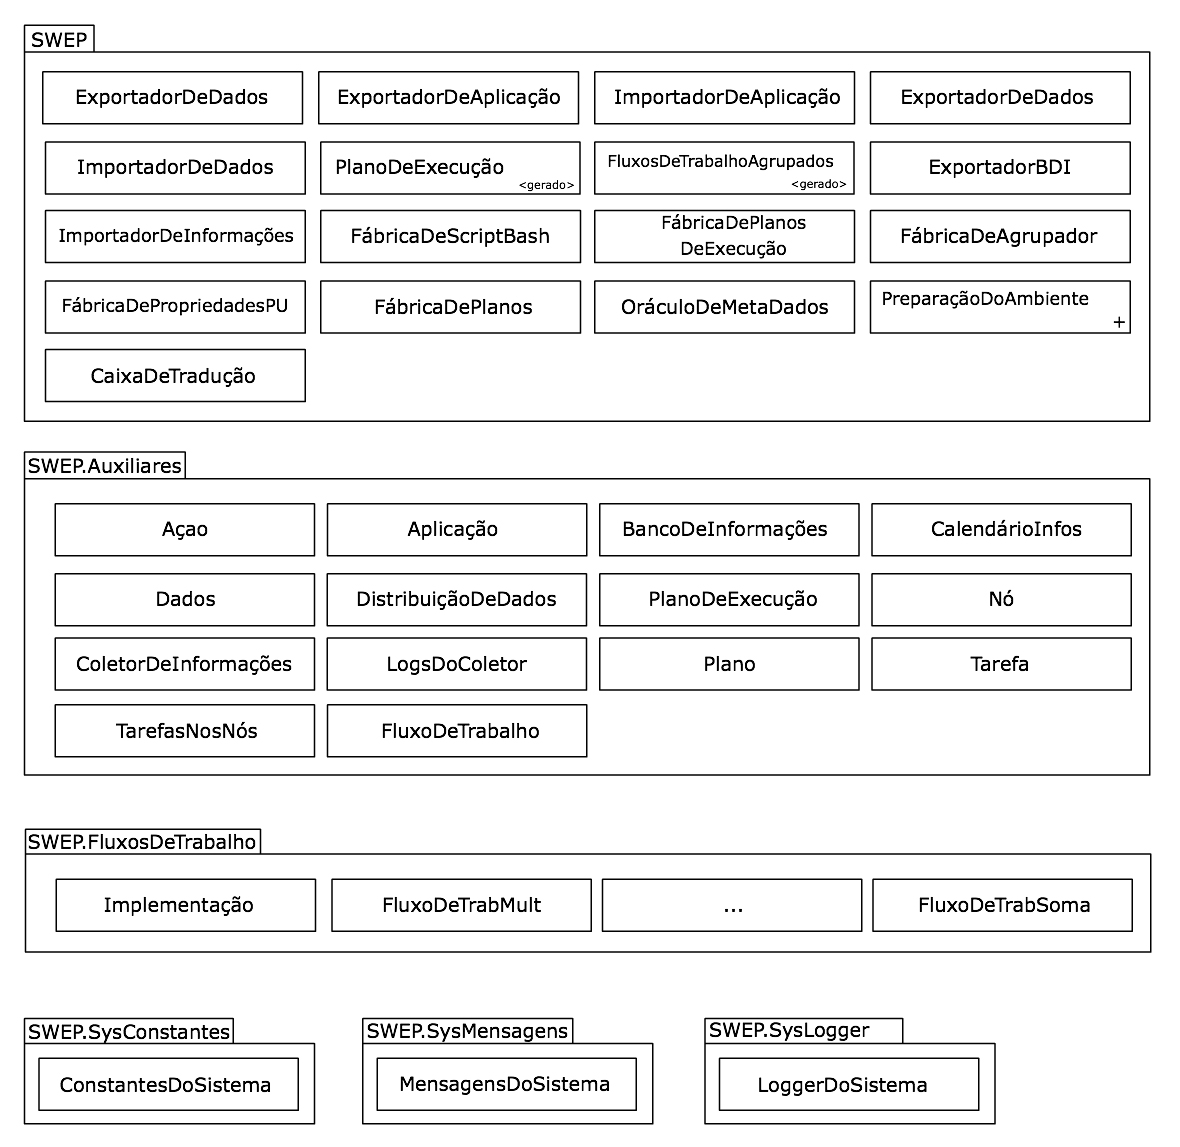 SWEP
ExportadorDeDados
ExportadorDeAplicação
ImportadorDeAplicação
ExportadorDeDados
ImportadorDeDados
PlanoDeExecução
<gerado>
FluxosDeTrabalhoAgrupados
<gerado>
ExportadorBDI
ImportadorDeInformações
FábricaDeScriptBash
FábricaDePlanos
DeExecução
FábricaDeAgrupador
FábricaDePropriedadesPU
FábricaDePlanos
OráculoDeMetaDados
PreparaçãoDoAmbiente
+
CaixaDeTradução
SWEP.Auxiliares
Açao
Aplicação
BancoDeInformações
CalendárioInfos
Dados
DistribuiçãoDeDados
PlanoDeExecução
Nó
ColetorDeInformações
LogsDoColetor
Plano
Tarefa
TarefasNosNós
FluxoDeTrabalho
SWEP.FluxosDeTrabalho
Implementação
FluxoDeTrabMult
...
FluxoDeTrabSoma
SWEP.SysConstantes
ConstantesDoSistema
SWEP.SysMensagens
MensagensDoSistema
SWEP.SysLogger
LoggerDoSistema